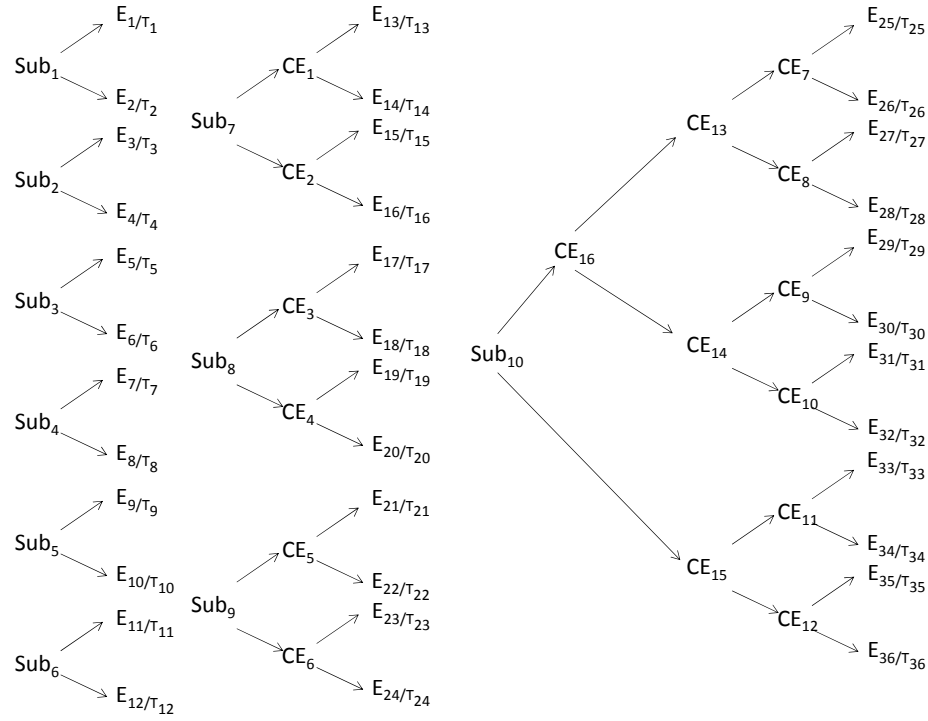 E1/T1
Sub1
E2/T2
E3/T3
Sub2
E4/T4
E5/T5
Sub3
E6/T6
E7/T7
Sub4
E8/T8
E9/T9
Sub5
E10/T10
E11/T11
Sub6
E12/T12
E13/T13
CE1
E14/T14
Sub7
E15/T15
CE2
E16/T16
E17/T17
CE3
E18/T18
Sub8
E19/T19
CE4
E20/T20
E21/T21
CE5
E22/T22
Sub9
E23/T23
CE6
E24/T24
E25/T25
CE7
E26/T26
CE13
E27/T27
CE8
E28/T28
CE16
E29/T29
CE9
E30/T30
CE14
E31/T31
CE10
E32/T32
Sub10
E33/T33
CE11
E34/T34
CE15
E35/T35
CE12
E36/T36